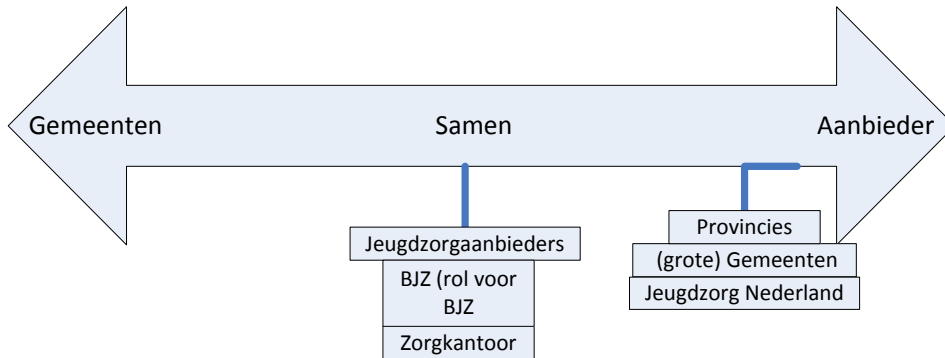 Gemeenten Samen Aanbieder
Jeugdzorgaanbieders
BJZ (rol voor
BJZ
Zorgkantoor
Provincies
(grote) Gemeenten
Jeugdzorg Nederland